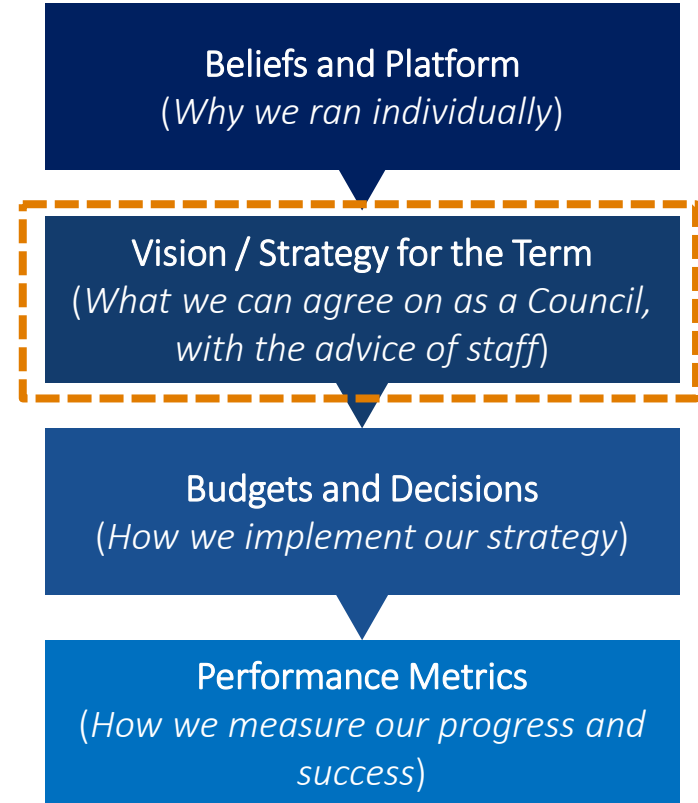 Beliefs and Platform
(Why we ran individually)
Vision / Strategy for the Term
(What we can agree on as a Council,
with the advice of staff)
Budgets and Decisions
(How we implement our strategy)
Performance Metrics
(How we measure our progress and
success)